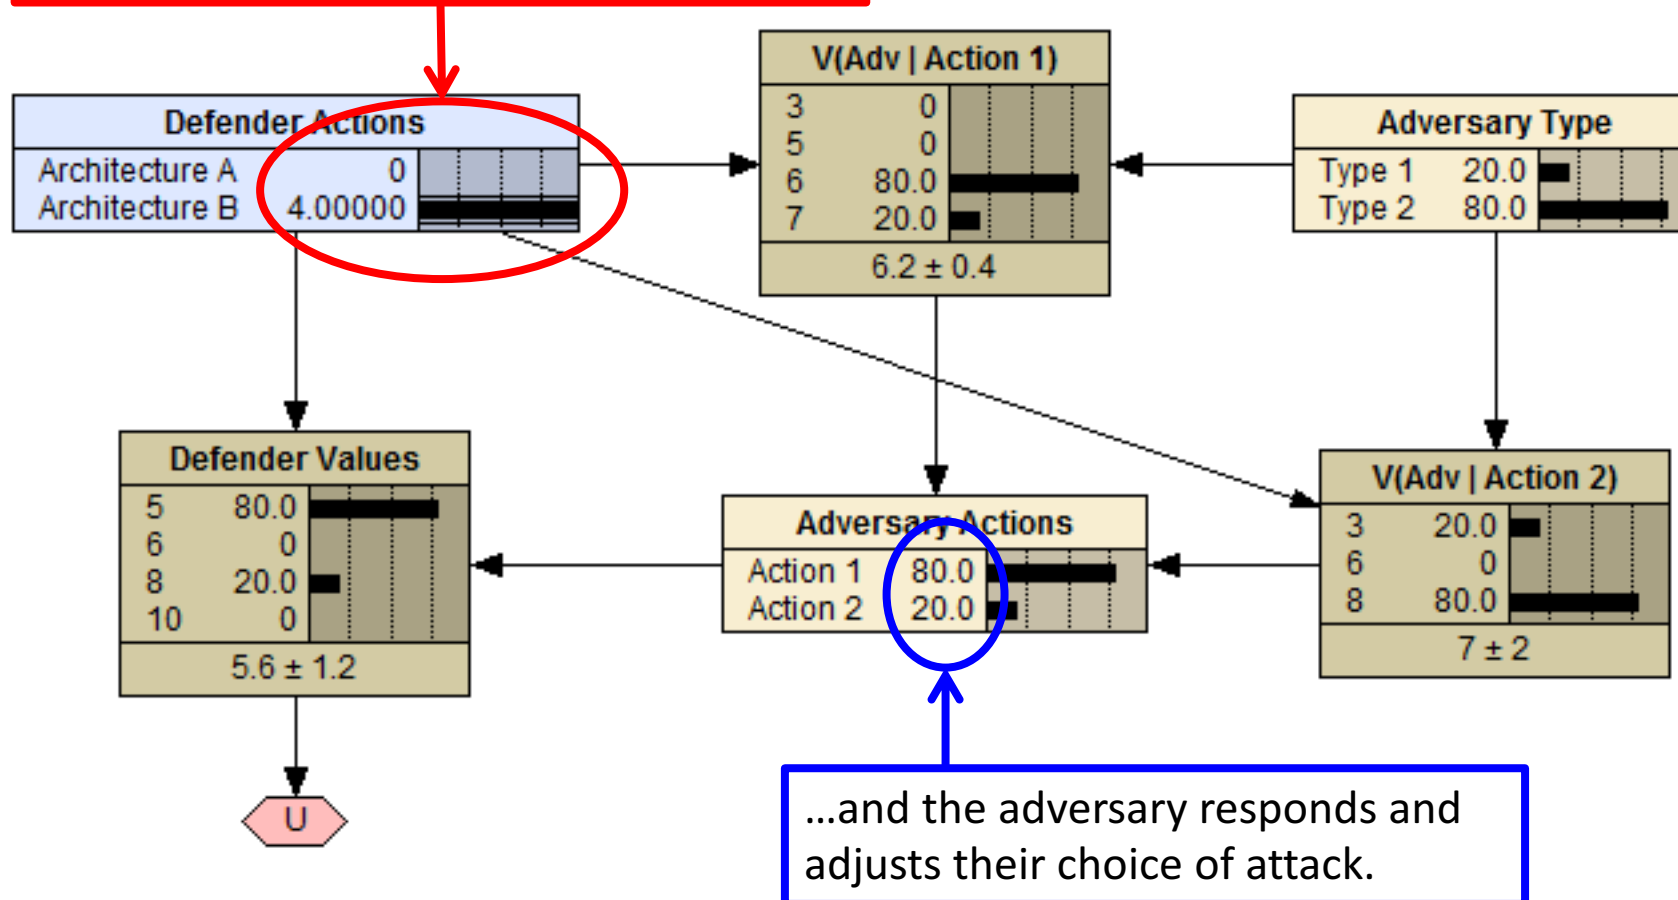 Defender Actions
Architecture A 0
Architecture B 4.00000
V(Adv | Action 1)
3 0
5 0
6 80.0
7 20.0
6.2 ± 0.4
Adversary Type
Type 1 20.0
Type 2 80.0
Defender Values
5 80.0
6 0
8 20.0
10 0
5.6 ± 1.2
Adversary Actions
Action 1 80.0
Action 2 20.0
V(Adv | Action 2)
3 20.0
6 0
8 80.0
7 ± 2
U
...and the adversary responds and
adjusts their choice of attack.